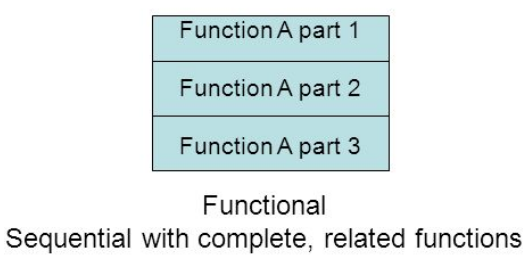 Function A part 1
Function A part 2
Function A part 3
Functional
Sequential with complete, related functions